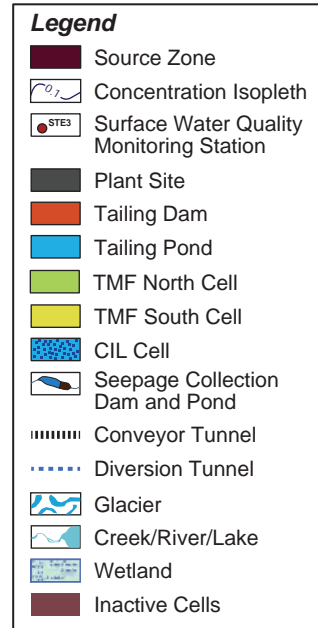 Legend
Source Zone
0.1
Concentration Isopleth
STE3
Surface Water Quality
Monitoring Station
Plant Site
Tailing Dam
Tailing Pond
TMF North Cell
TMF South Cell
CIL Cell
Seepage Collection
Dam and Pond
Conveyor Tunnel
Diversion Tunnel
Glacier
Creek/River/Lake
Wetland
Inactive Cells